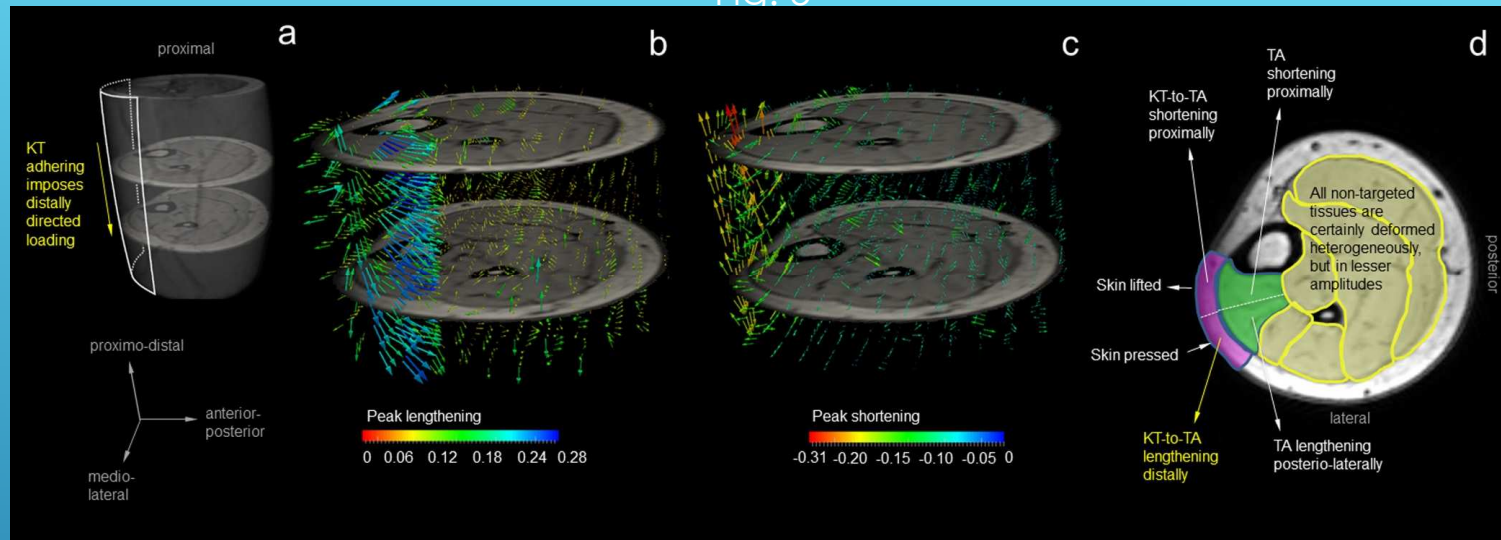 a
proximal
KT
adhering
imposes
distally
directed
loading
proximo-distal
anterior-
posterior
medio-
lateral
b
Peak lengthening
0 0.06 0.12 0.18 0.24 0.28
c
Peak shortening
-0.31 -0.20 -0.15 -0.10 -0.05 0
d
TA
shortening
proximally
KT-to-TA
shortening
proximally
All non-targeted
tissues are
certainly deformed
heterogeneously,
but in lesser
amplitudes
posterior
Skin lifted
Skin pressed
lateral
KT-to-TA
lengthening
distally
TA lengthening
posterio-laterally